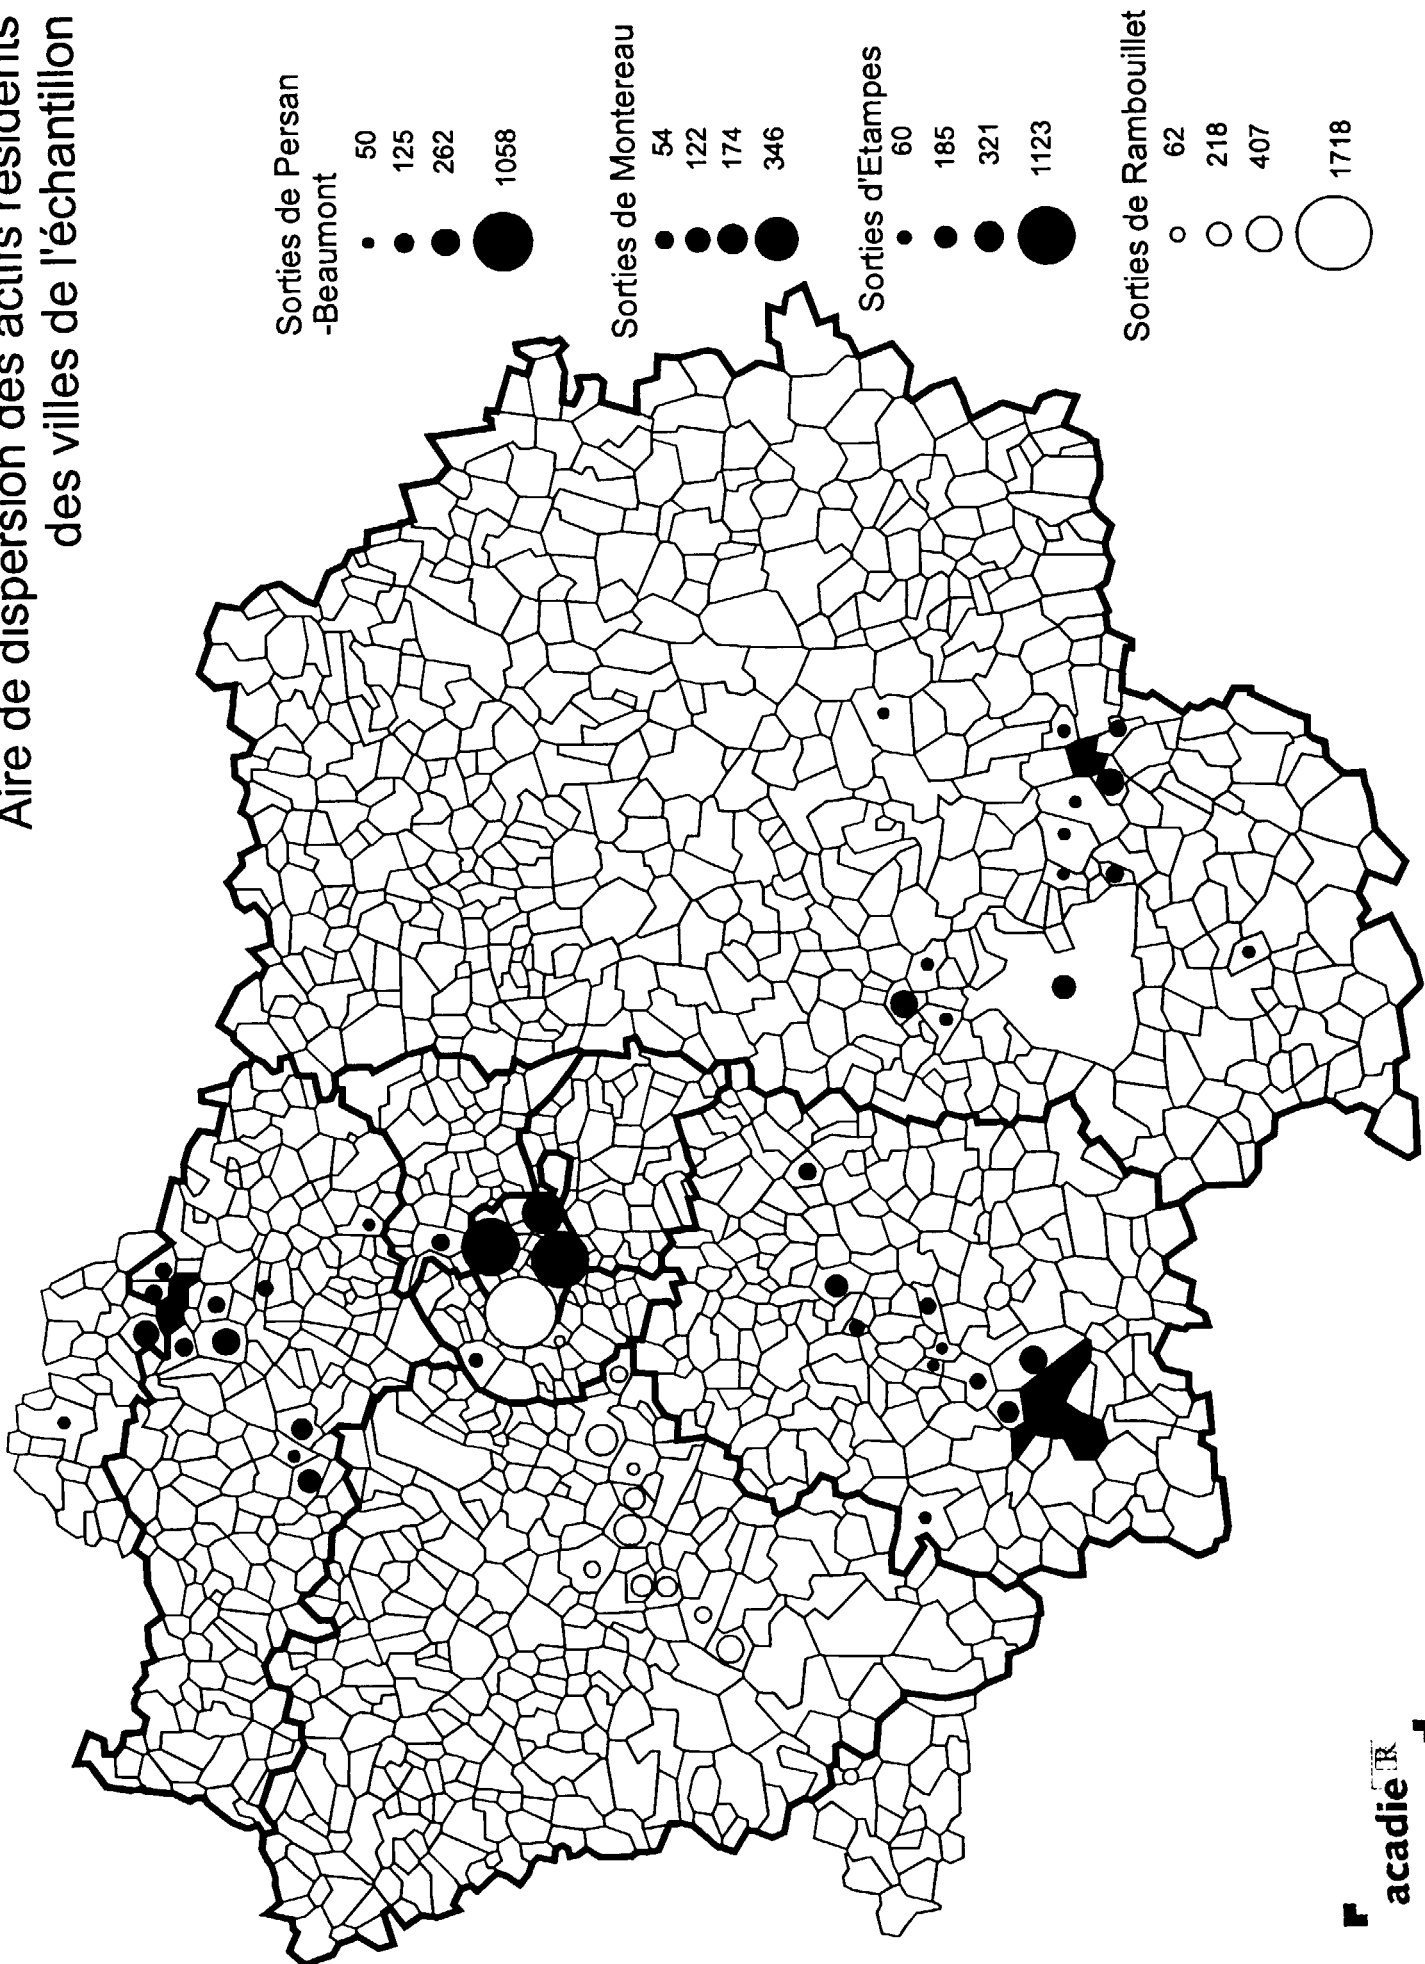 Aire de dispersion des actifs résidents
des villes de l'échantillon
Sorties de Persan
-Beaumont
50
125
262
1058
Sorties de Montereau
54
122
174
346
Sorties d'Etampes
60
185
321
1123
Sorties de Rambouillet
62
218
407
1718
acadie